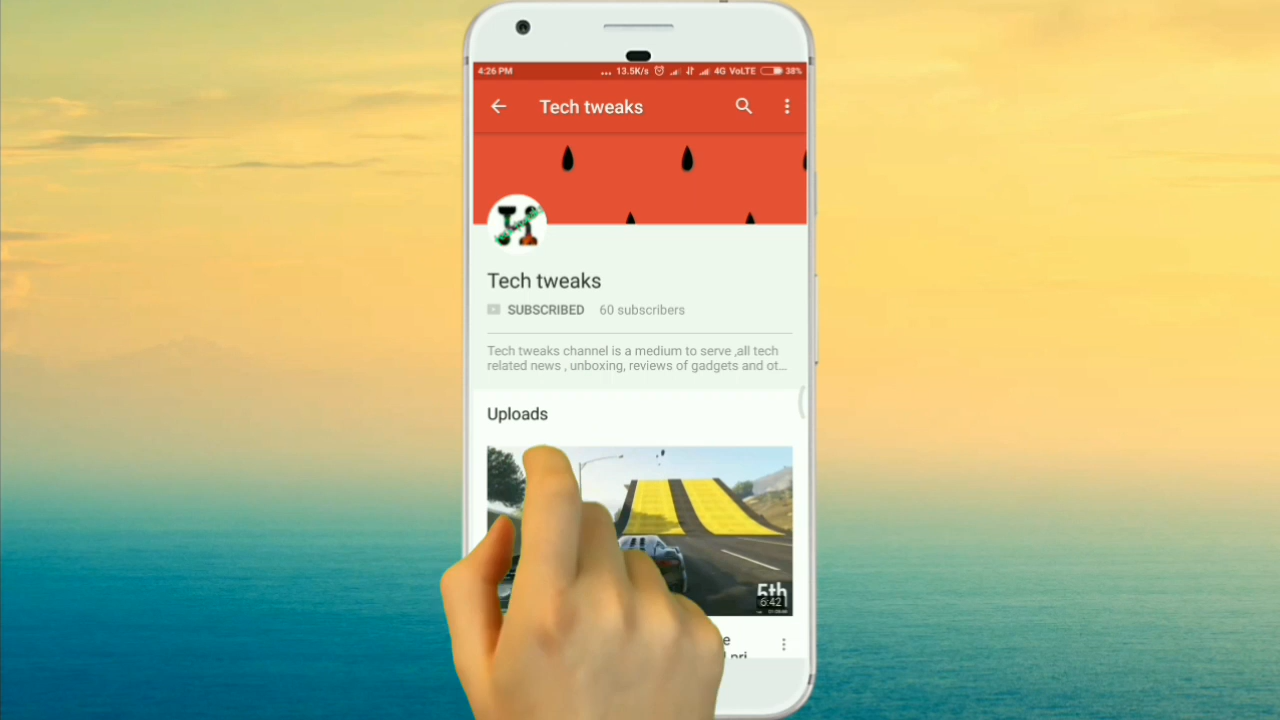 4:26 PM ... 13.5K/s 4G VoLTE 38%
Tech tweaks
Tech tweaks
SUBSCRIBED 60 subscribers
Tech tweaks channel is a medium to serve ,all tech
related news , unboxing, reviews of gadgets and ot...
Uploads
5th
6:42